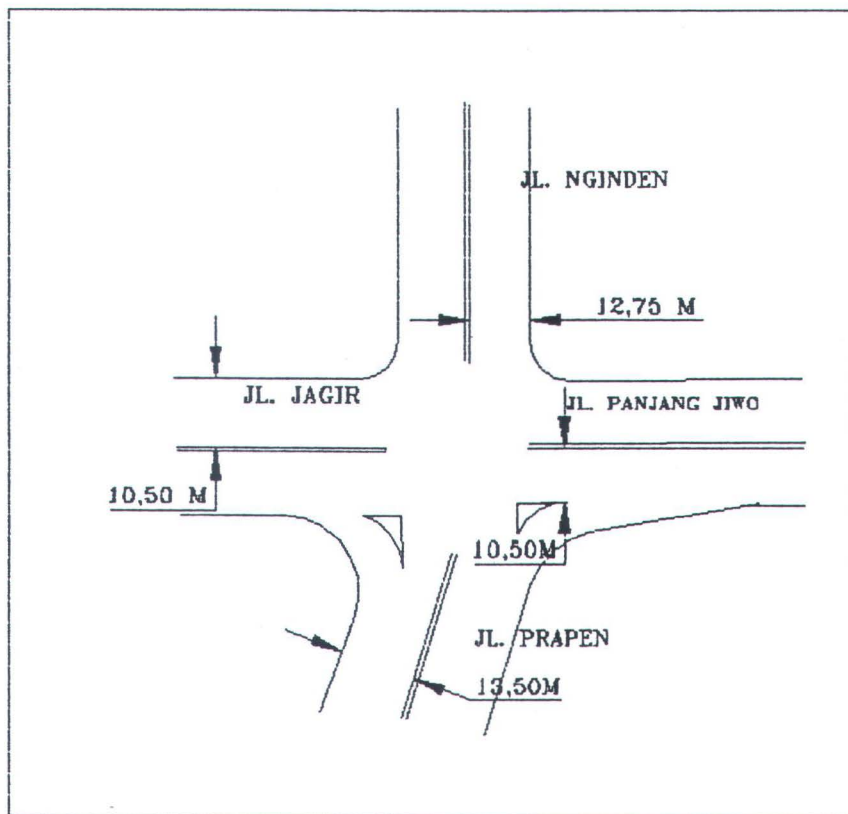 JL. NGINDEN
12,75 M
JL. JAGIR
JL. PANJANG JIWO
10,50 M
10,50M
JL. PRAPEN
13,50M